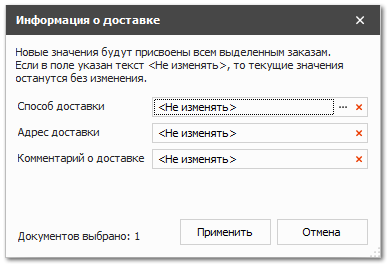 Информация о доставке
Новые значения будут присвоены всем выделенным заказам.
Если в поле указан текст <Не изменять>, то текущие значения
останутся без изменения.
Способ доставки <Не изменять> ...
Адрес доставки <Не изменять>
Комментарий о доставке <Не изменять>
Документов выбрано: 1 Применить Отмена